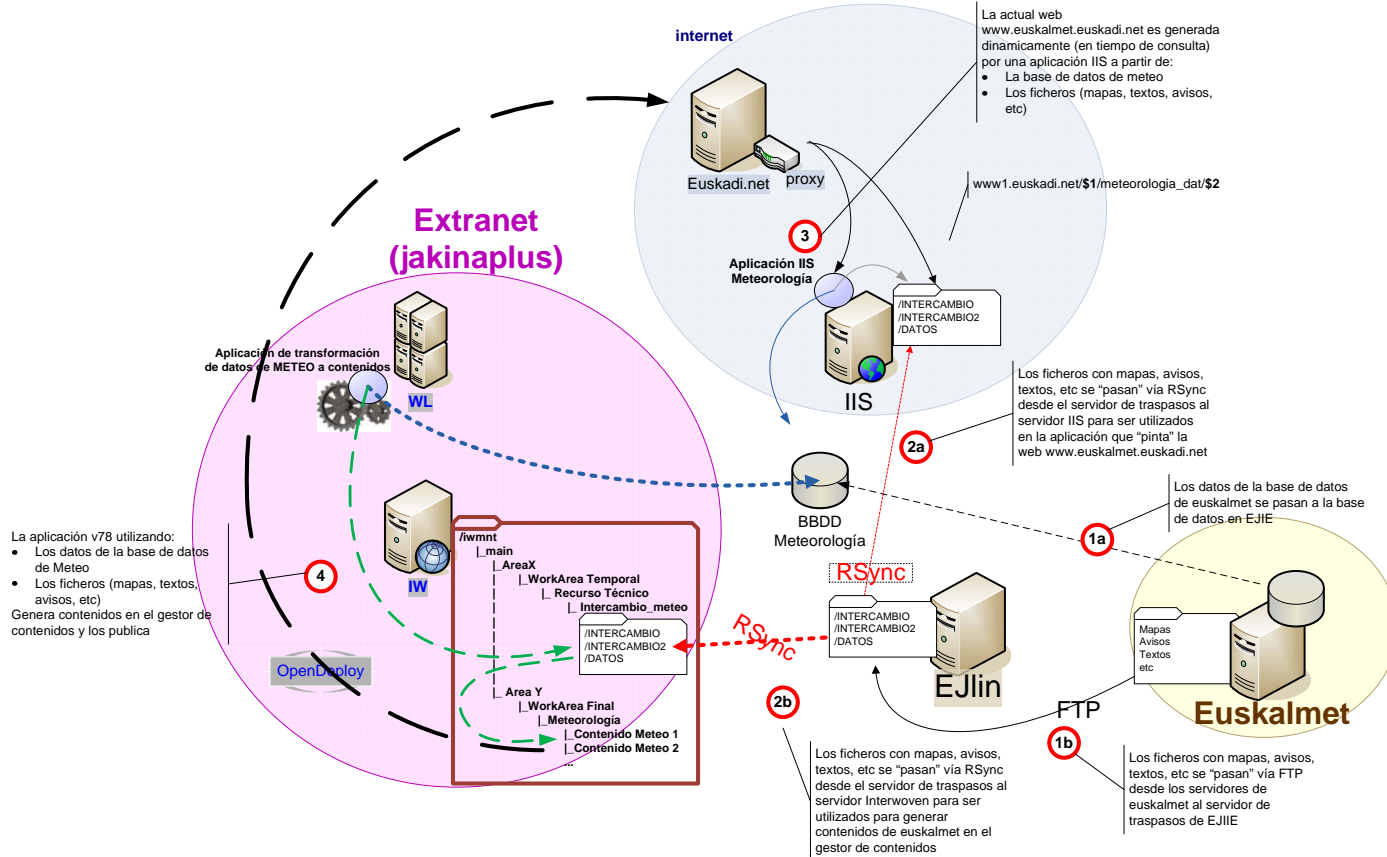 internet
La actual web
www.euskalmet.euskadi.net es generada
dinamicamente (en tiempo de consulta)
por una aplicación IIS a partir de:
• La base de datos de meteo
• Los ficheros (mapas, textos, avisos,
etc)
Euskadi.net
proxy
www1.euskadi.net/$1/meteorologia_dat/$2
Extranet
(jakinaplus)
3
Aplicación IIS
Meteorología
/INTERCAMBIO
/INTERCAMBIO2
/DATOS
IIS
Aplicación de transformación
de datos de METEO a contenidos
WL
Los ficheros con mapas, avisos,
textos, etc se “pasan” vía RSync
desde el servidor de traspasos al
servidor IIS para ser utilizados
en la aplicación que “pinta” la
web www.euskalmet.euskadi.net
2a
BBDD
Meteorología
Los datos de la base de datos
de euskalmet se pasan a la base
de datos en EJIE
1a
La aplicación v78 utilizando:
• Los datos de la base de datos
de Meteo
• Los ficheros (mapas, textos,
avisos, etc)
Genera contenidos en el gestor de
contenidos y los publica
4
IW
/iwmnt
|_main
|_AreaX
|_WorkArea Temporal
|_ Recurso Técnico
|_ Intercambio_meteo
/INTERCAMBIO
/INTERCAMBIO2
/DATOS
|_ Area Y
|_WorkArea Final
|_Meteorología
|_Contenido Meteo 1
|_Contenido Meteo 2
...
OpenDeploy
RSync
RSync
/INTERCAMBIO
/INTERCAMBIO2
/DATOS
EJIin
Mapas
Avisos
Textos
etc
Euskalmet
FTP
2b
1b
Los ficheros con mapas, avisos,
textos, etc se “pasan” vía RSync
desde el servidor de traspasos al
servidor Interwoven para ser
utilizados para generar
contenidos de euskalmet en el
gestor de contenidos
Los ficheros con mapas, avisos,
textos, etc se “pasan” vía FTP
desde los servidores de
euskalmet al servidor de
traspasos de EJIIE